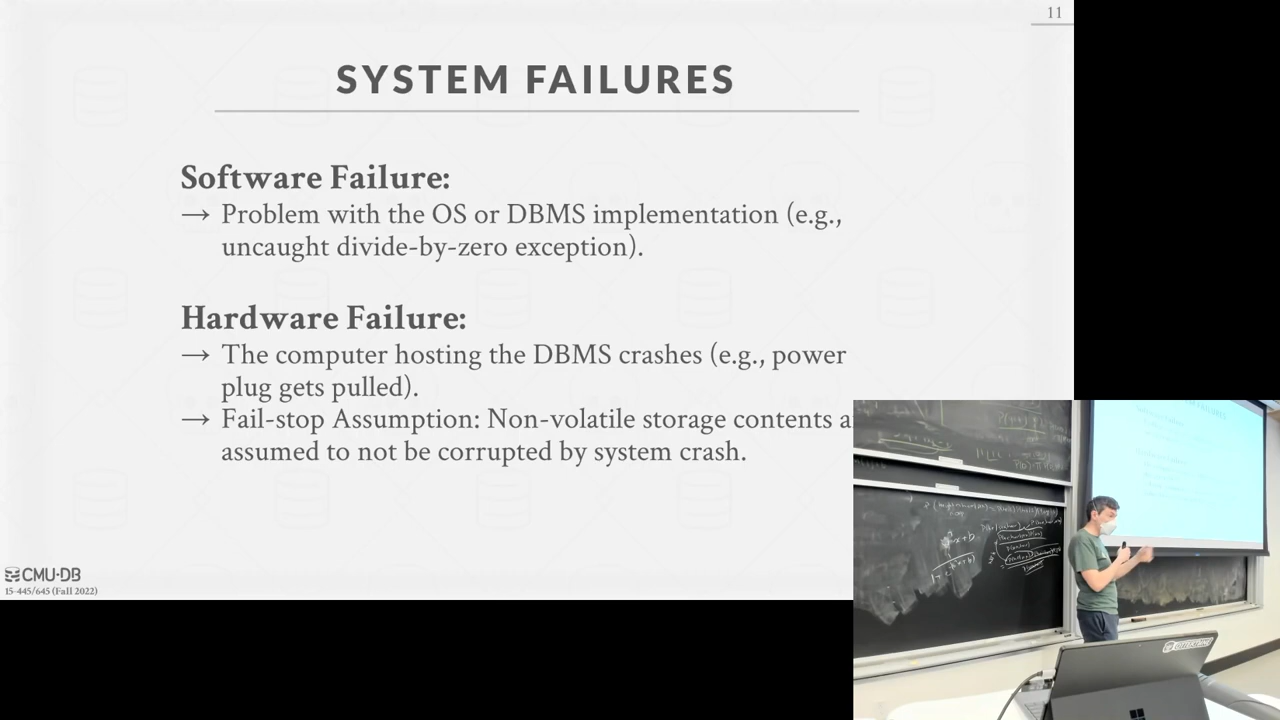 11
SYSTEM FAILURES
Software Failure:
→ Problem with the OS or DBMS implementation (e.g.,
uncaught divide-by-zero exception).
Hardware Failure:
→ The computer hosting the DBMS crashes (e.g., power
plug gets pulled).
→ Fail-stop Assumption: Non-volatile storage contents a
assumed to not be corrupted by system crash.
CMU·DB
15-445/645 (Fall 2022)